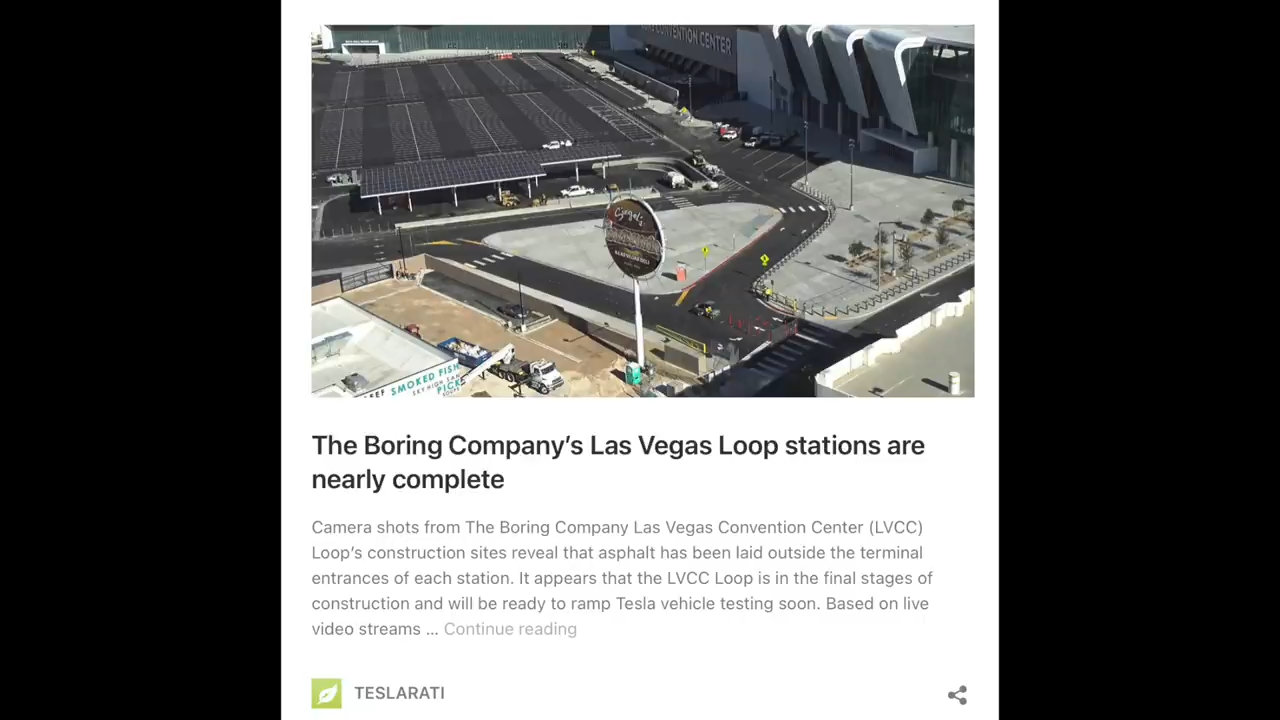 CONVENTION CENTER
Siegel's
SMOKED FISH
PICK
The Boring Company’s Las Vegas Loop stations are
nearly complete
Camera shots from The Boring Company Las Vegas Convention Center (LVCC)
Loop’s construction sites reveal that asphalt has been laid outside the terminal
entrances of each station. It appears that the LVCC Loop is in the final stages of
construction and will be ready to ramp Tesla vehicle testing soon. Based on live
video streams ... Continue reading
TESLARATI